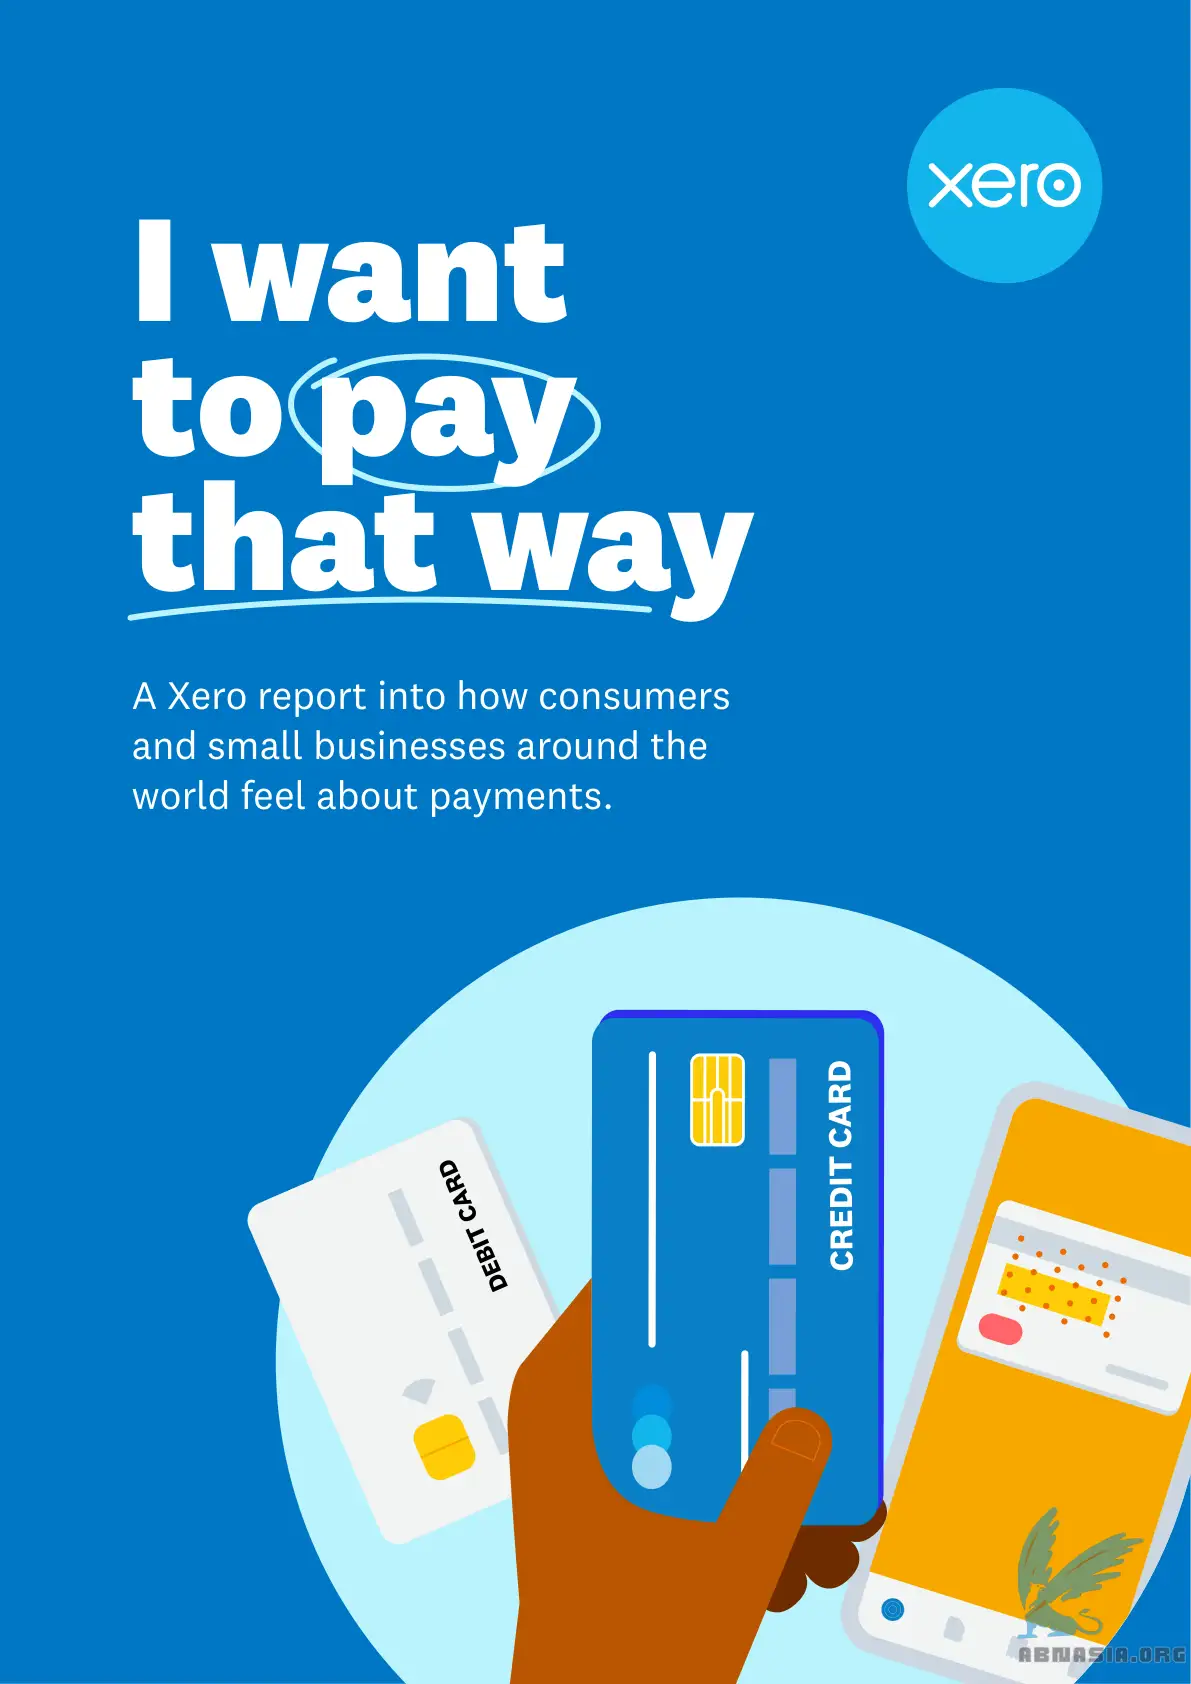 xero
I want
to pay
that way
A Xero report into how consumers
and small businesses around the
world feel about payments.
DEBIT CARD
CREDIT CARD
ABNASIA.ORG